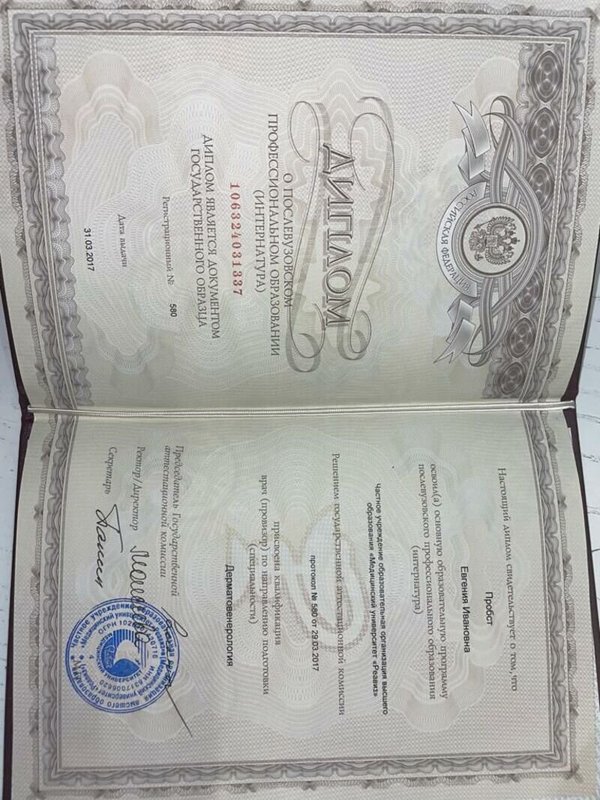 РОССИЙСКАЯ ФЕДЕРАЦИЯ
ДИПЛОМ
О ПОСЛЕВУЗОВСКОМ
ПРОФЕССИОНАЛЬНОМ ОБРАЗОВАНИИ
(ИНТЕРНАТУРА)
106324031337
ДИПЛОМ ЯВЛЯЕТСЯ ДОКУМЕНТОМ
ГОСУДАРСТВЕННОГО ОБРАЗЦА
Регистрационный № 580
Дата выдачи
31.03.2017
Настоящий диплом свидетельствует о том, что
Пробст
Евгения Ивановна
освоил(а) основную образовательную программу
послевузовского профессионального образования
(интернатура)
Частное учреждение образовательная организация высшего
образования «Медицинский университет «Реавиз»
Решением государственной аттестационной комиссии
протокол № 580 от 29.03.2017
присвоена квалификация
врач (провизор) по направлению подготовки
(специальности)
Дерматовенерология
Председатель Государственной
аттестационной комиссии
Ректор/Директор
Секретарь